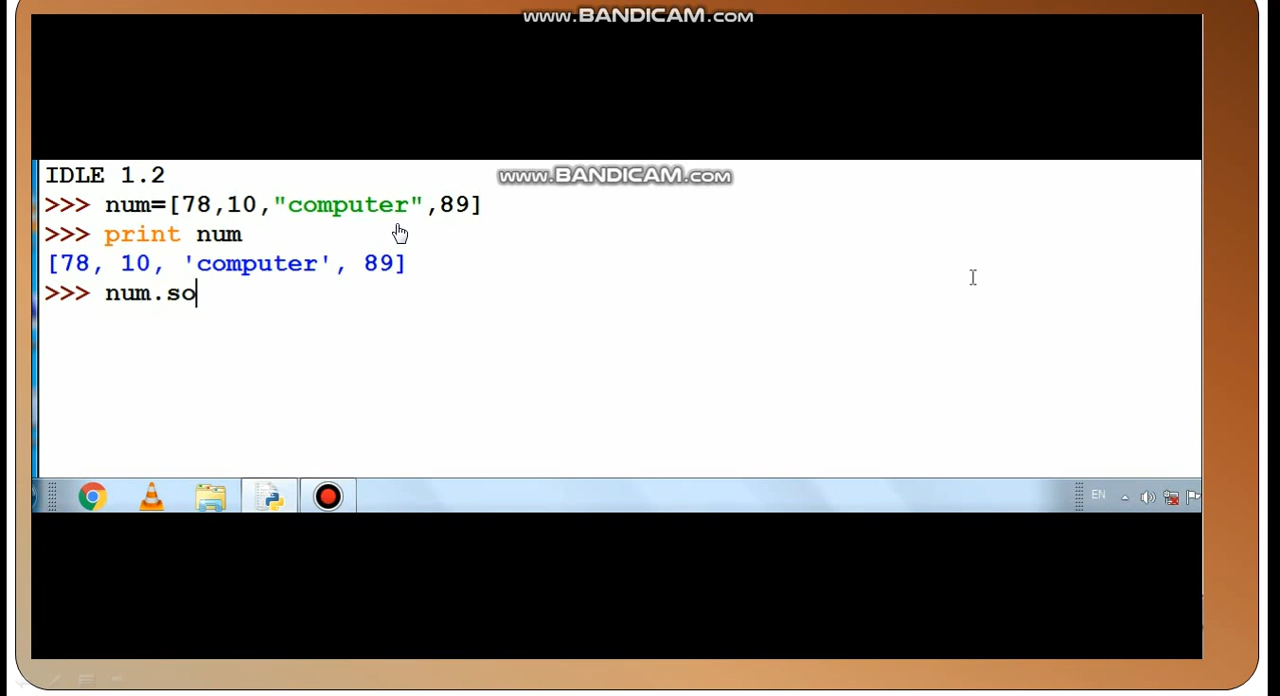 www.BANDICAM.com
IDLE 1.2
www.BANDICAM.com
>>> num=[78,10,"computer",89]
>>> print num
[78, 10, 'computer', 89]
>>> num.so
EN